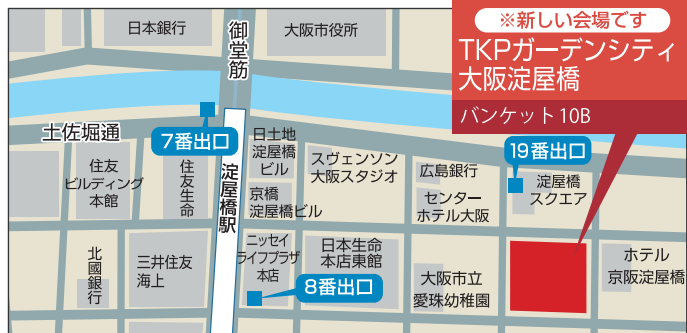 ※新しい会場です
TKPガーデンシティ
大阪淀屋橋
バンケット10B
日本銀行
御堂筋
大阪市役所
土佐堀通
7番出口
日土地
淀屋橋
ビル
スヴェンソン
大阪スタジオ
広島銀行
19番出口
住友
ビルディング
本館
住友生命
淀屋橋駅
京橋
淀屋橋ビル
センター
ホテル大阪
淀屋橋
スクエア
北國銀行
三井住友
海上
ニッセイ
ライフプラザ
本店
日本生命
本店東館
8番出口
大阪市立
愛珠幼稚園
ホテル
京阪淀屋橋